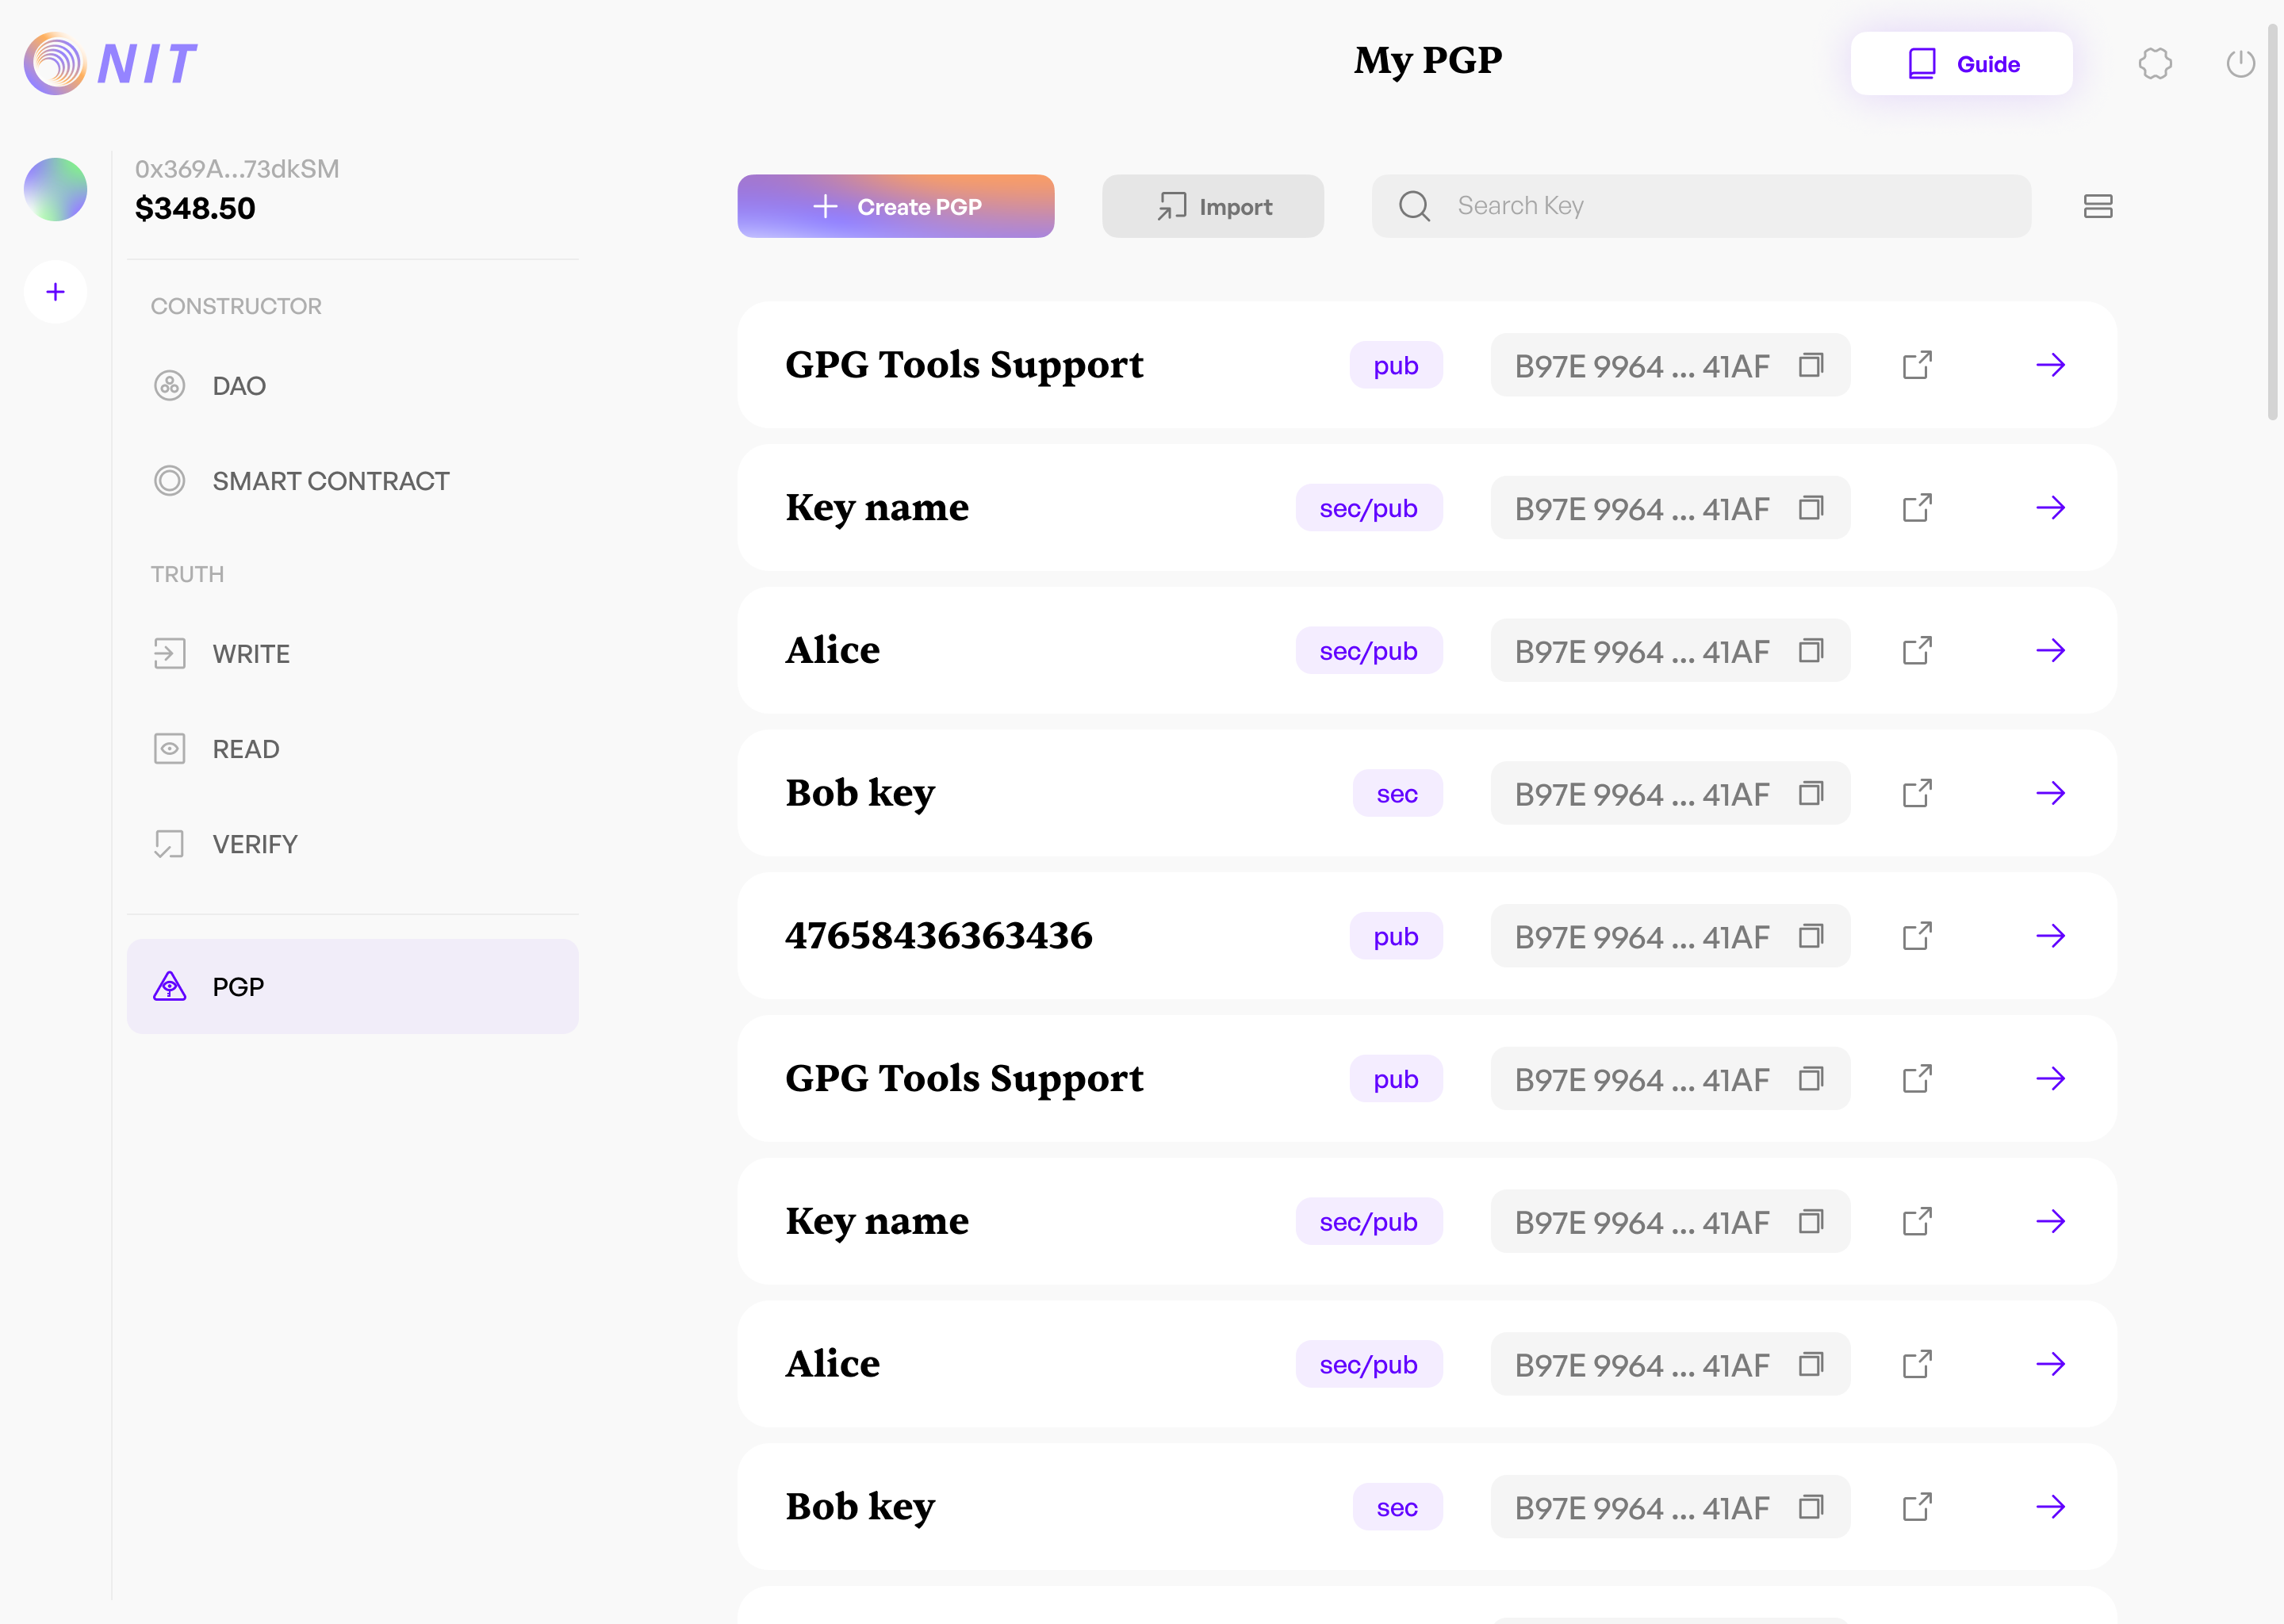 NIT
My PGP
Guide
0x369A...73dkSM
$348.50
Create PGP
Import
Search Key
CONSTRUCTOR
DAO
SMART CONTRACT
TRUTH
WRITE
READ
VERIFY
PGP
GPG Tools Support pub B97E 9964 ... 41AF
Key name sec/pub B97E 9964 ... 41AF
Alice sec/pub B97E 9964 ... 41AF
Bob key sec B97E 9964 ... 41AF
47658436363436 pub B97E 9964 ... 41AF
GPG Tools Support pub B97E 9964 ... 41AF
Key name sec/pub B97E 9964 ... 41AF
Alice sec/pub B97E 9964 ... 41AF
Bob key sec B97E 9964 ... 41AF